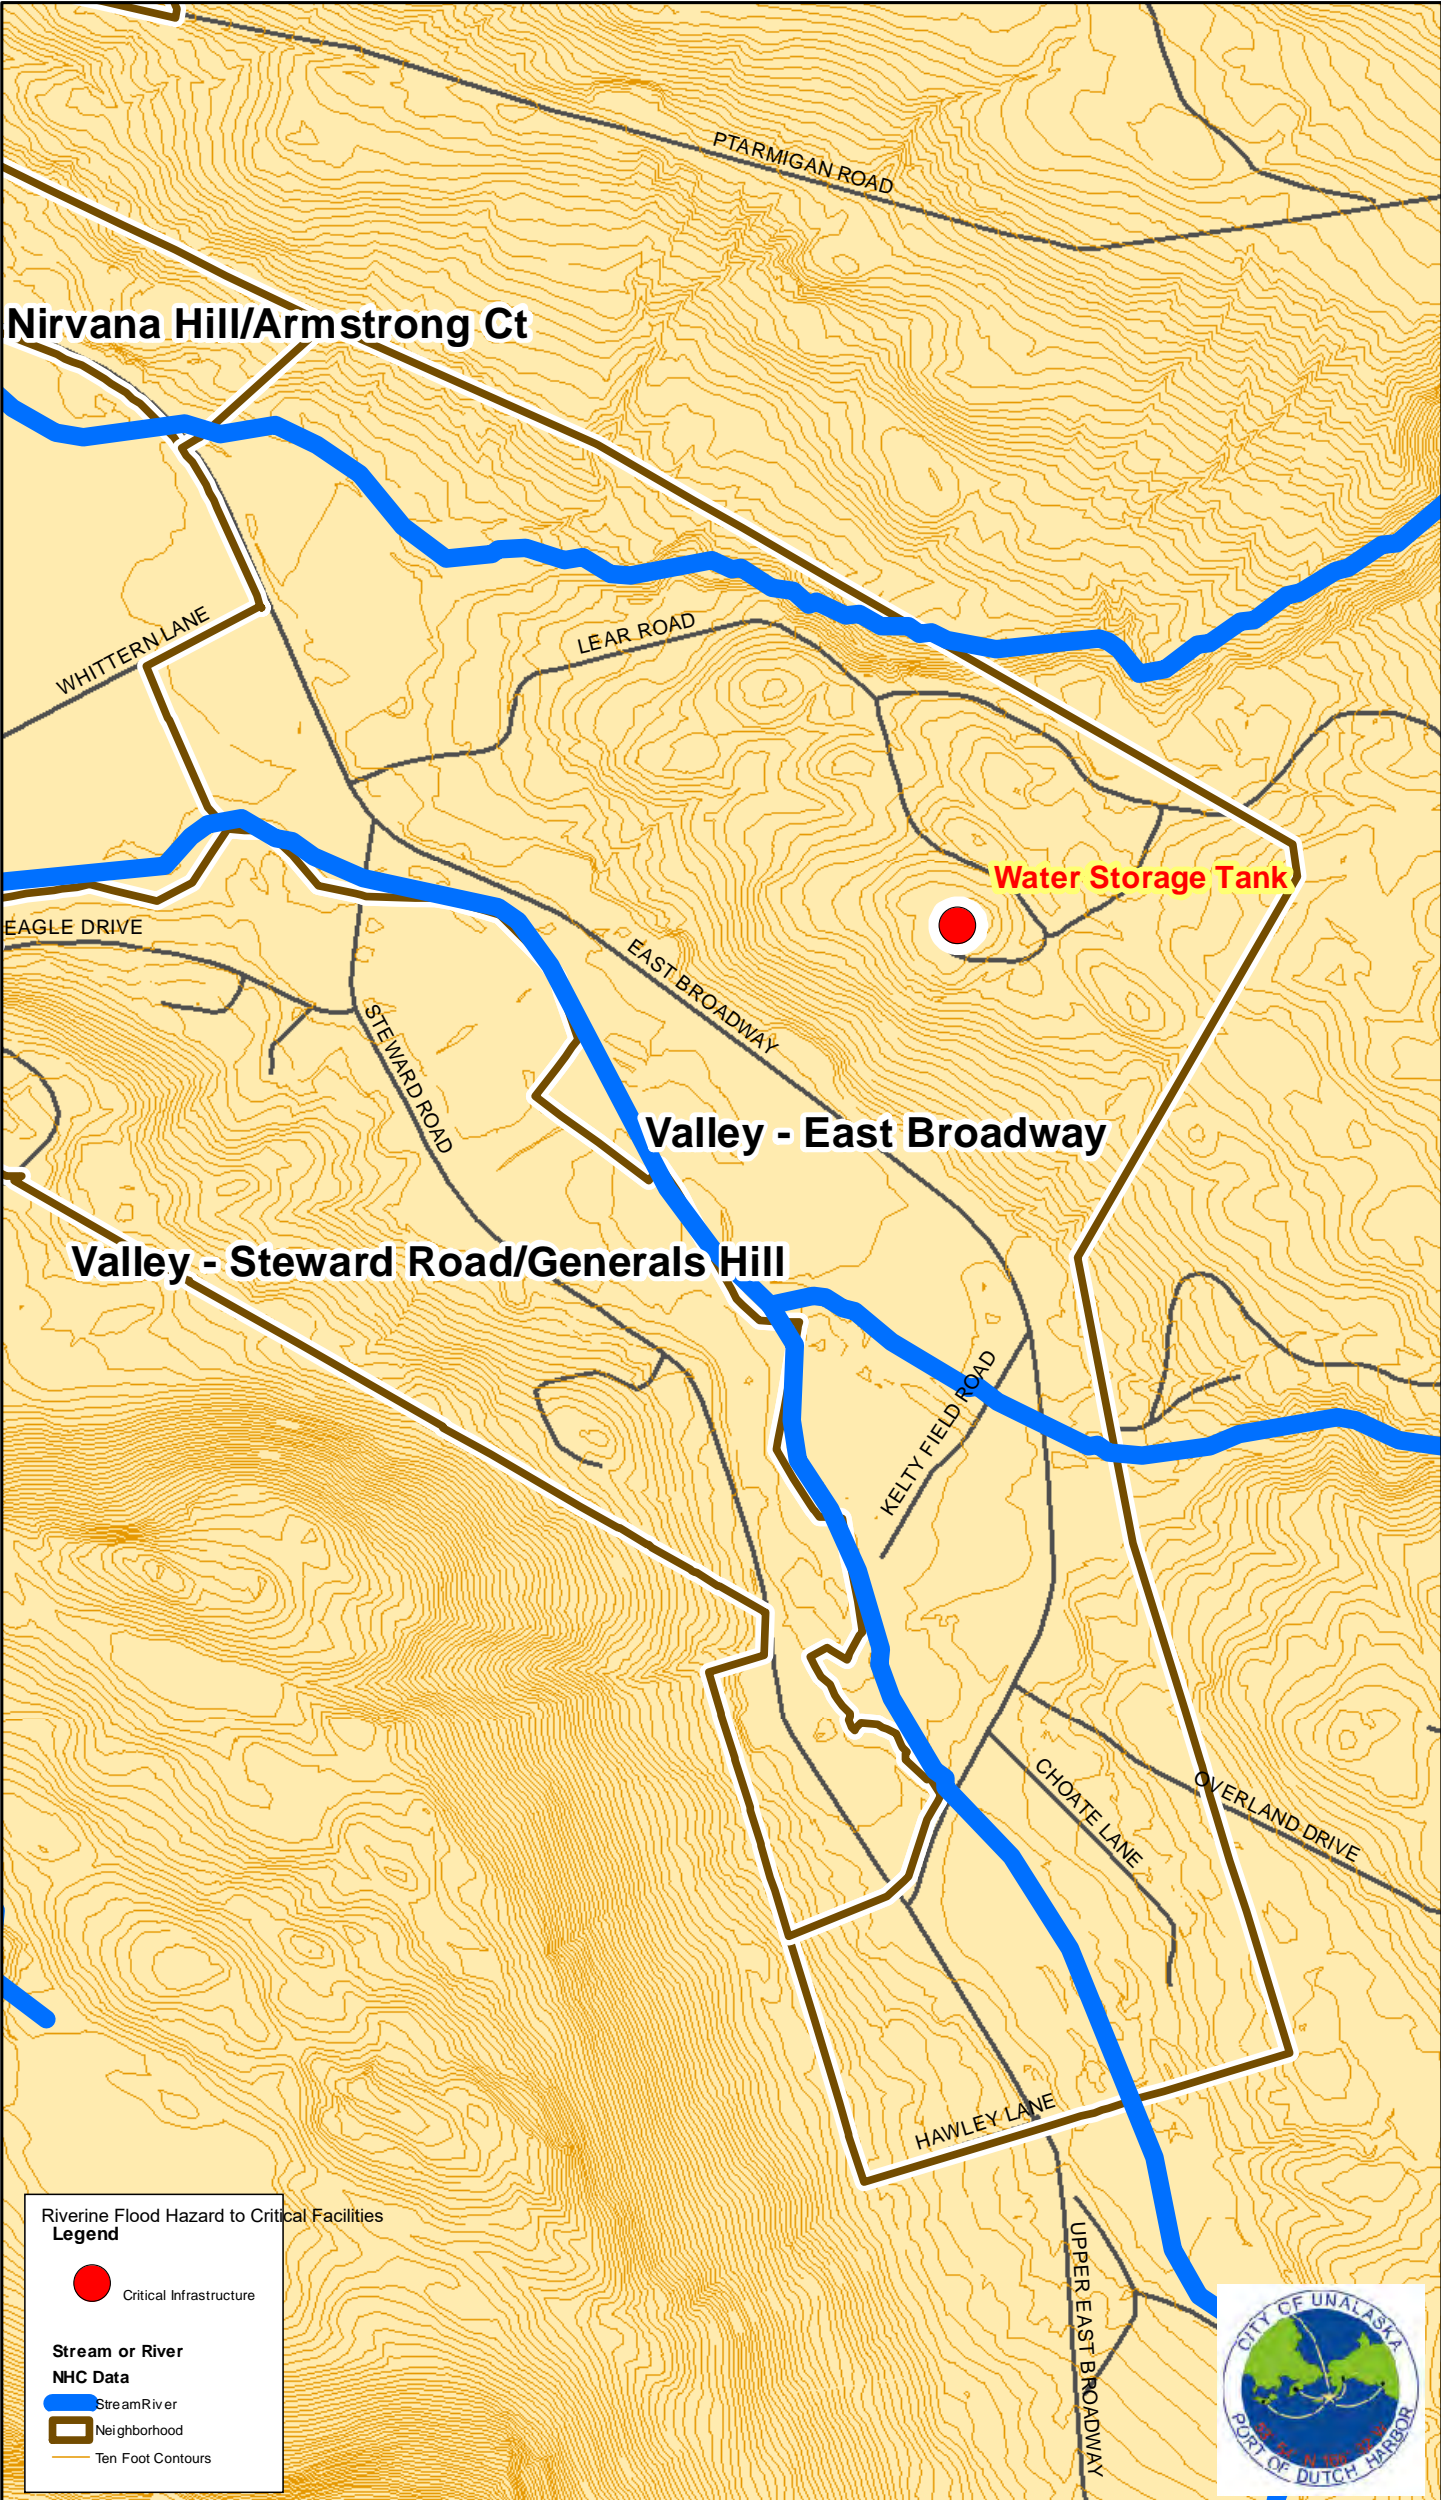 PTARMIGAN ROAD
Nirvana Hill/Armstrong Ct
WHITTERN LANE
LEAR ROAD
Water Storage Tank
EAGLE DRIVE
EAST BROADWAY
STEWARD ROAD
Valley - East Broadway
Valley - Steward Road/Generals Hill
KELTY FIELD ROAD
CHOATE LANE
OVERLAND DRIVE
HAWLEY LANE
UPPER EAST BROADWAY
Riverine Flood Hazard to Critical Facilities
Legend
Critical Infrastructure
Stream or River
NHC Data
StreamRiver
Neighborhood
Ten Foot Contours
CITY OF UNALASKA
PORT OF DUTCH HARBOR